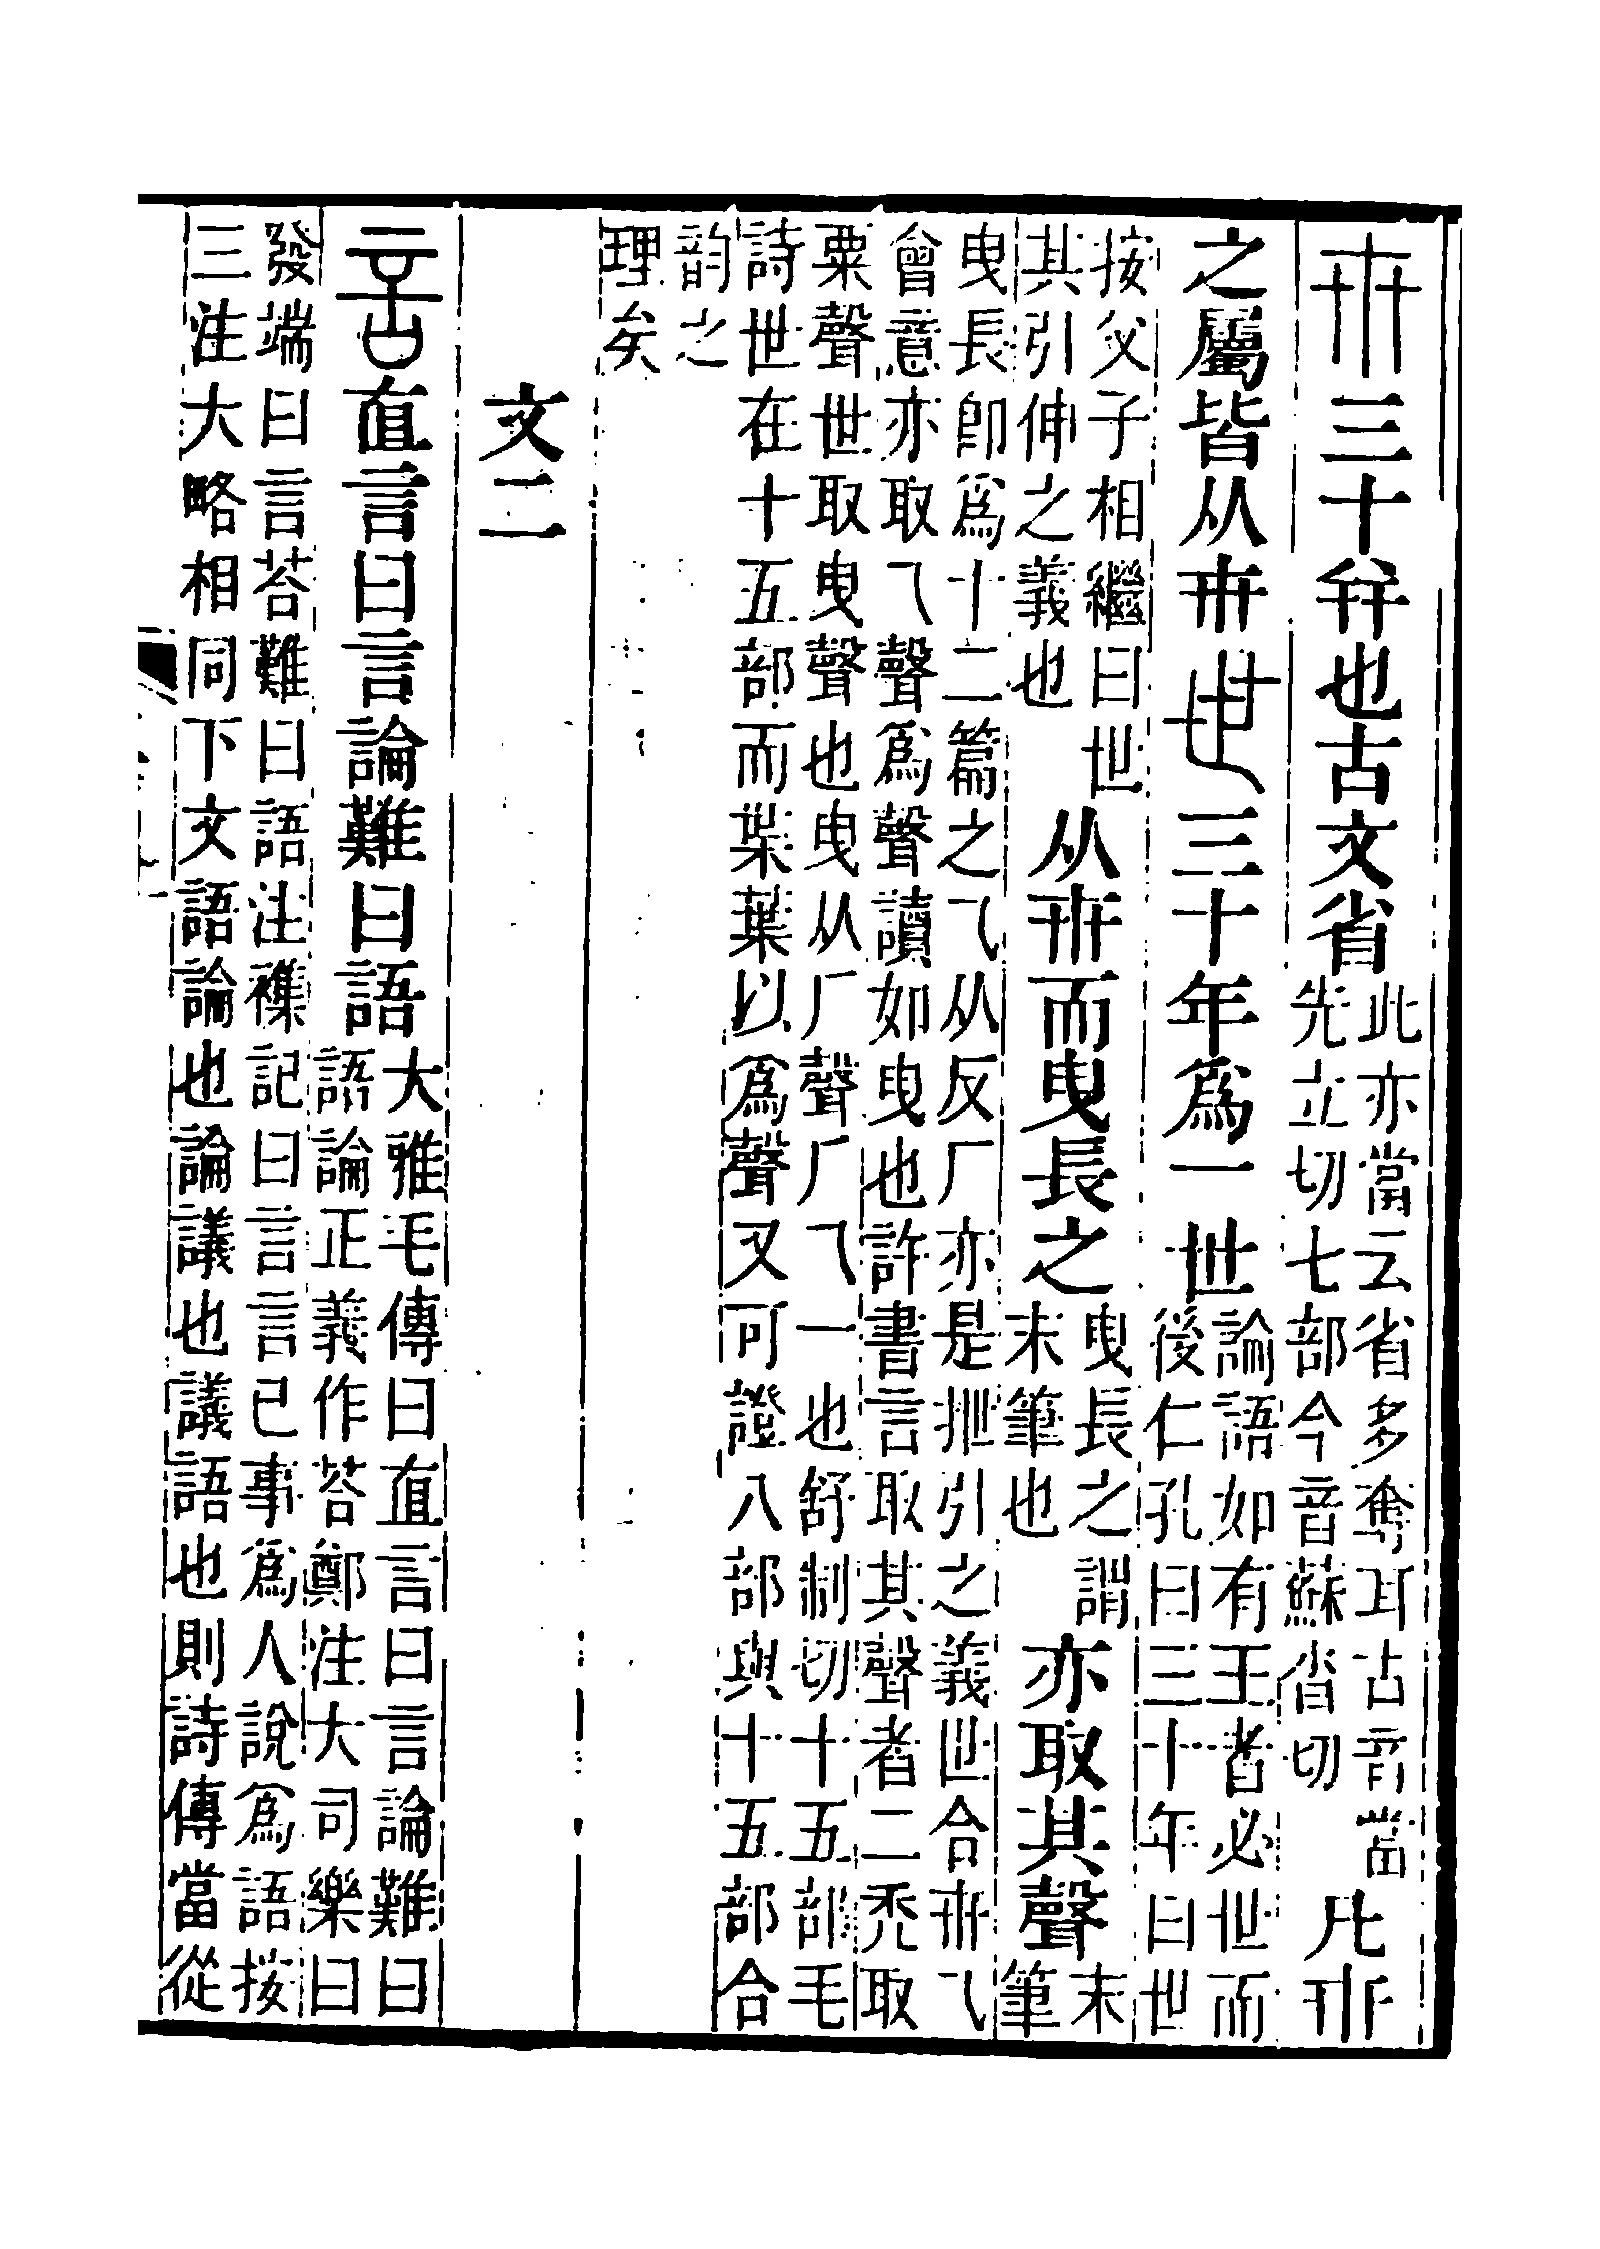 卅三十幷也古文省此亦當云省多奪耳古音當先立切七部今音蘇沓切凡卅
之屬皆从卅世三十年爲一世論語如有王者必世而後仁孔曰三十年曰世
按父子相繼曰世其引伸之義也从卅而曳長之曳長之謂末筆也亦取其聲末筆
曳長卽爲十二篇之乁从反厂亦是抴引之義世合卅乁
會意亦取乁聲爲聲讀如曳也許書言取其聲者二禿取
粟聲世取曳聲也曳从厂聲厂乁一也舒制切十五部毛
詩世在十五部而枼葉以爲聲又可證八部與十五部合
韵之
理矣
文二
言直言曰言論難曰語大雅毛傳曰直言曰言論難曰語論正義作荅鄭注大司樂曰
發端曰言荅難曰語注襍記曰言言己事爲人說爲語按
三注大略相同下文語論也論議也議語也則詩傳當從